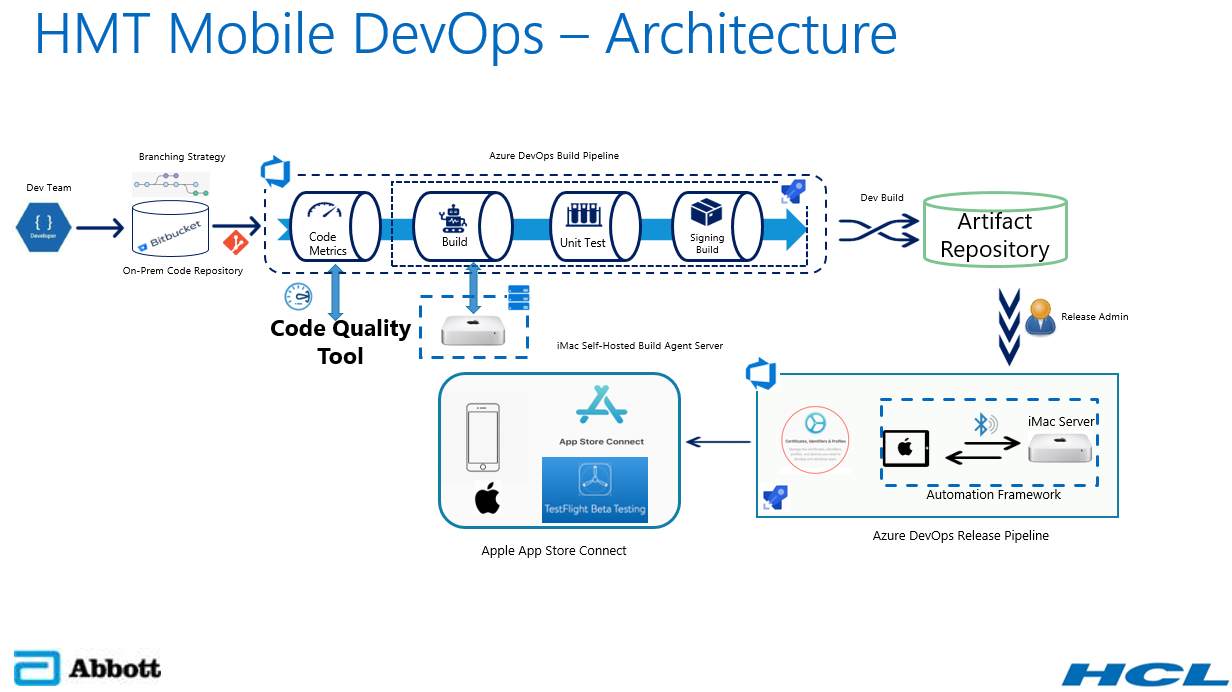 HMT Mobile DevOps – Architecture
Branching Strategy
Azure DevOps Build Pipeline
Dev Team
Dev Build
{ }
Developer
Bitbucket
Code
Metrics
Build
Unit Test
Signing
Build
Artifact
Repository
On-Prem Code Repository
Release Admin
Code Quality
Tool
iMac Self-Hosted Build Agent Server
App Store Connect
TestFlight Beta Testing
Apple App Store Connect
Certificates, Identifiers & Profiles
iMac Server
Automation Framework
Azure DevOps Release Pipeline
Abbott
HCL